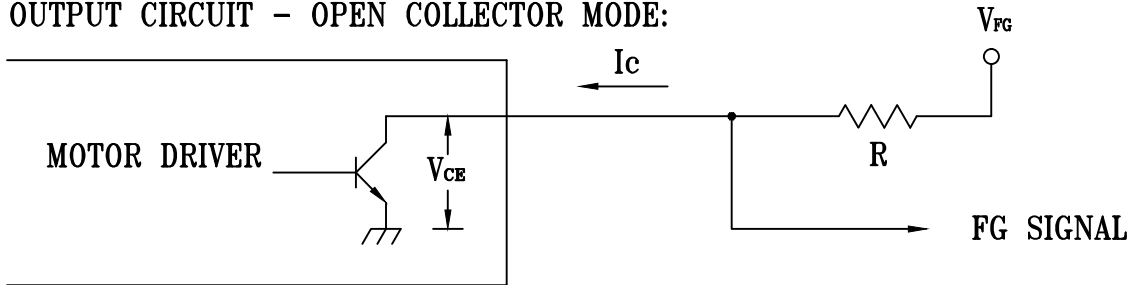 OUTPUT CIRCUIT - OPEN COLLECTOR MODE:
VFG
Ic
MOTOR DRIVER
VCE
R
FG SIGNAL